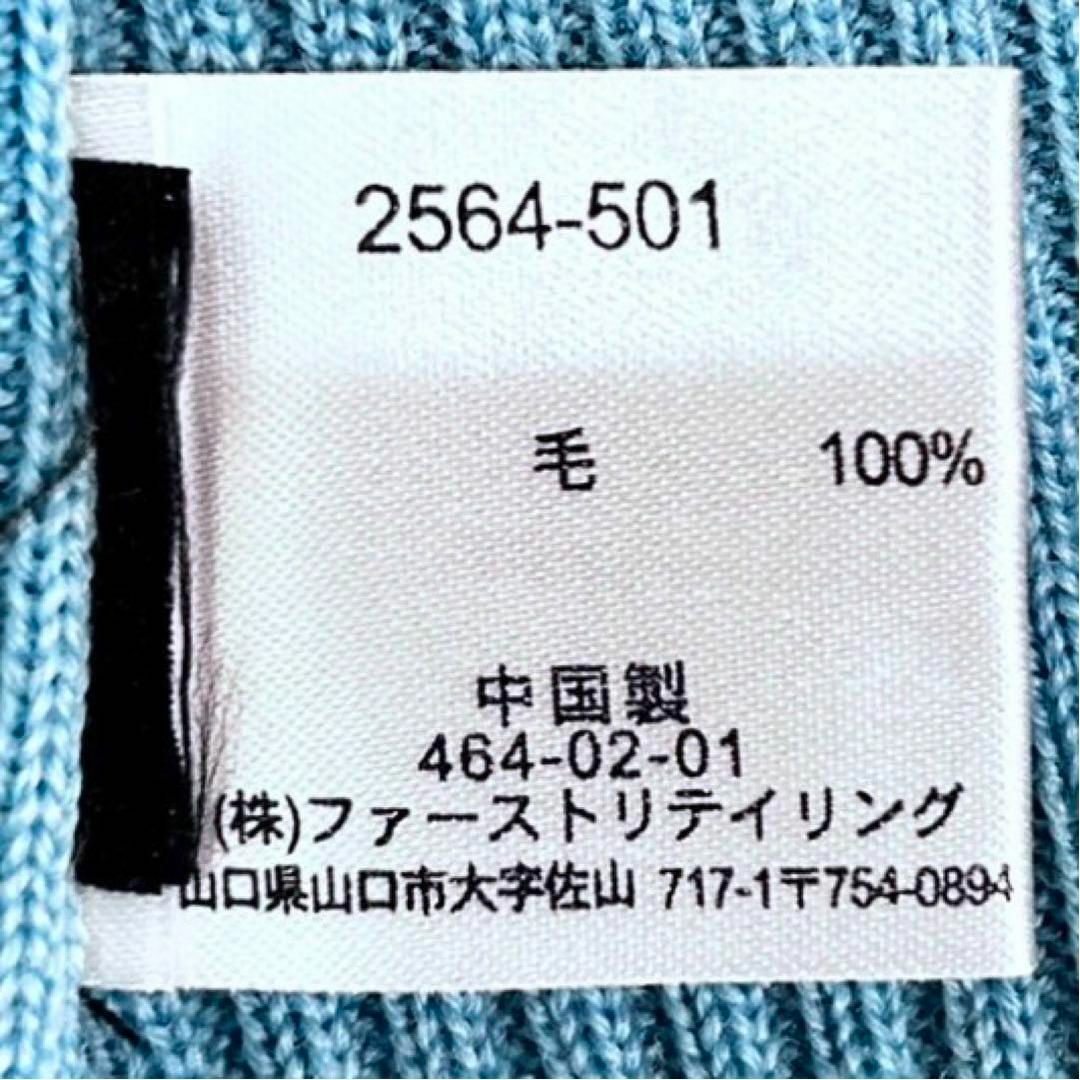 2564-501
毛 100%
中国製
464-02-01
(株)ファーストリテイリング
山口県山口市大字佐山 717-1〒754-0894